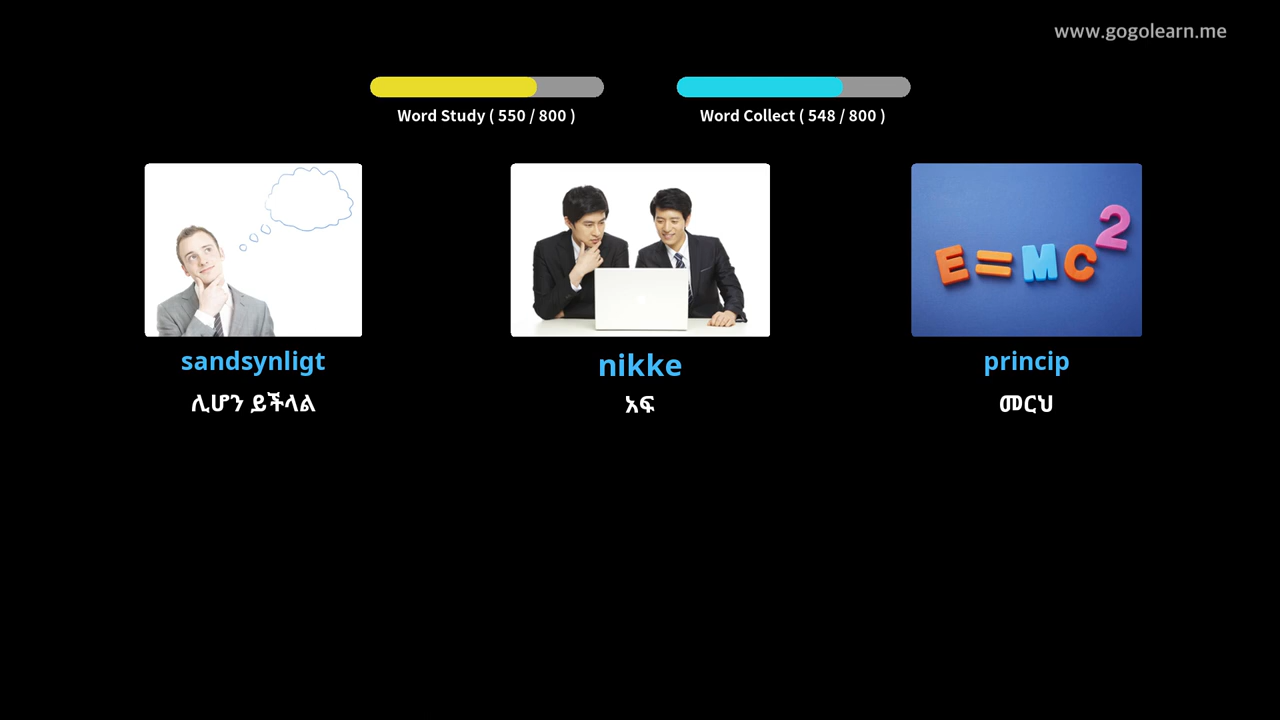 www.gogolearn.me
Word Study ( 550 / 800 )
Word Collect ( 548 / 800 )
E=MC2
sandsynligt
nikke
princip
ሊሆን ይችላል
አፍ
መርህ